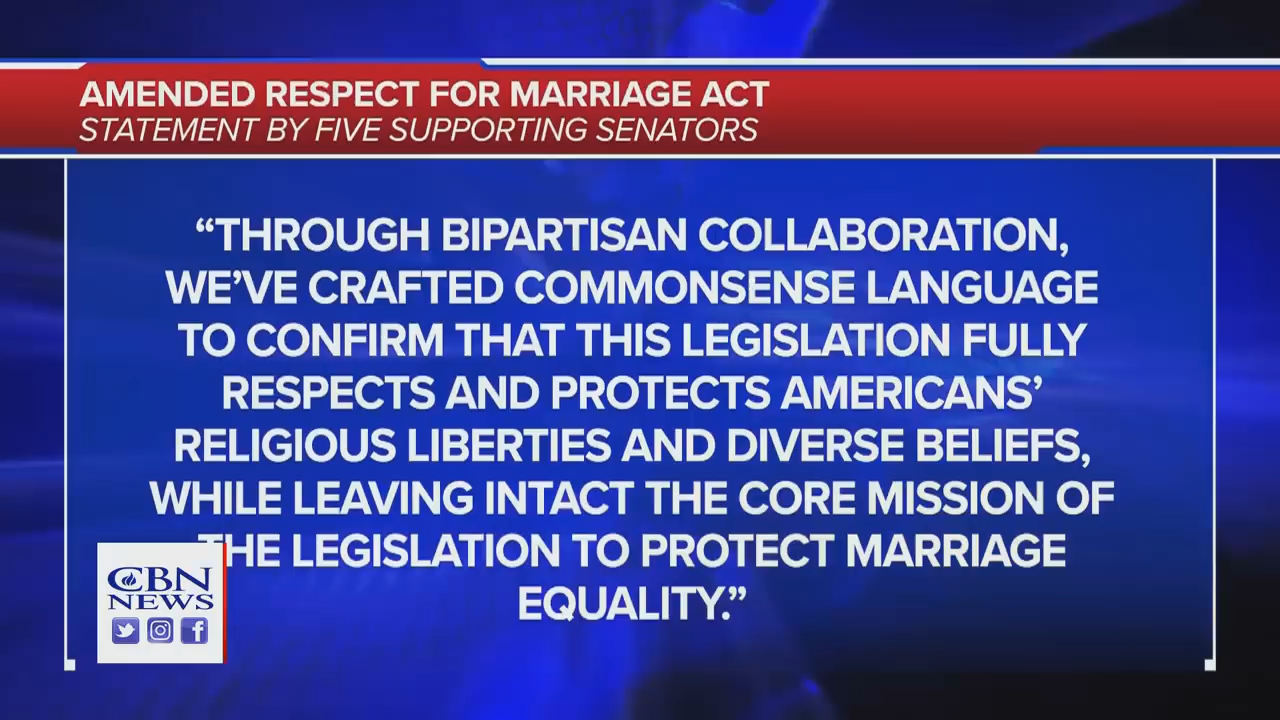 AMENDED RESPECT FOR MARRIAGE ACT
STATEMENT BY FIVE SUPPORTING SENATORS
“THROUGH BIPARTISAN COLLABORATION,
WE’VE CRAFTED COMMONSENSE LANGUAGE
TO CONFIRM THAT THIS LEGISLATION FULLY
RESPECTS AND PROTECTS AMERICANS’
RELIGIOUS LIBERTIES AND DIVERSE BELIEFS,
WHILE LEAVING INTACT THE CORE MISSION OF
THE LEGISLATION TO PROTECT MARRIAGE
EQUALITY.”
CBN
NEWS